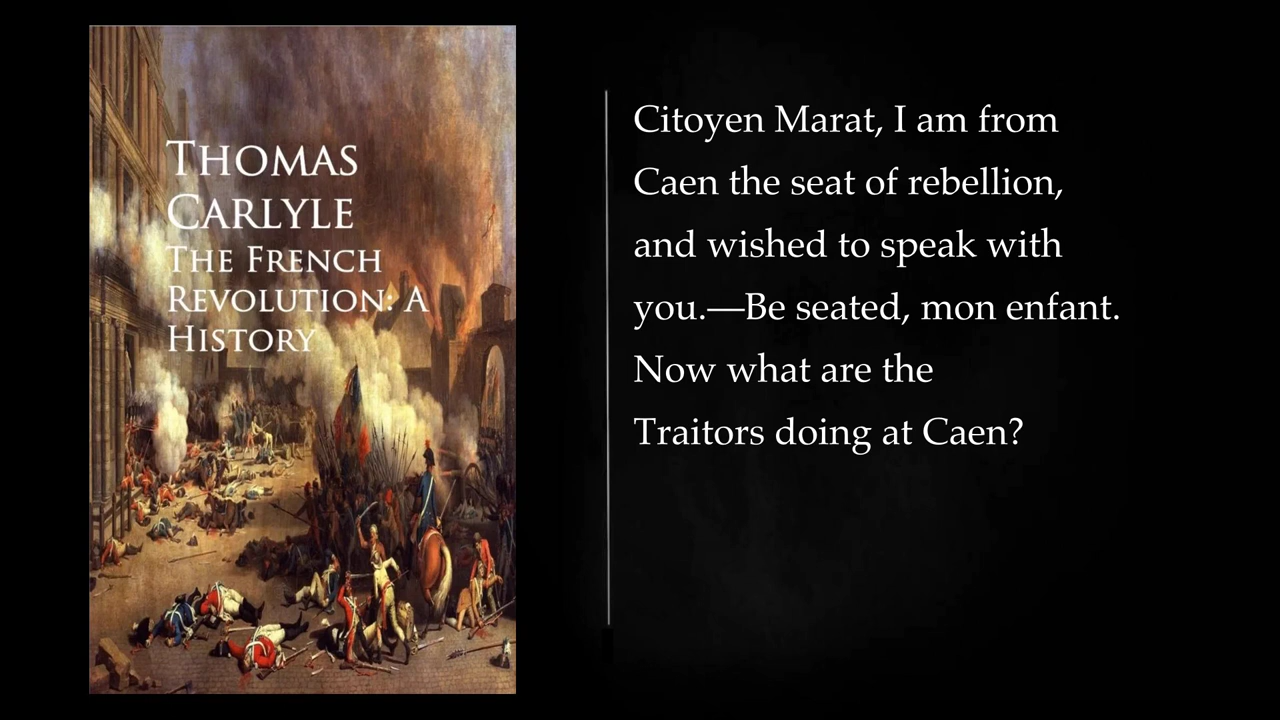 THOMAS
CARLYLE
THE FRENCH
REVOLUTION: A
HISTORY
Citoyen Marat, I am from
Caen the seat of rebellion,
and wished to speak with
you.—Be seated, mon enfant.
Now what are the
Traitors doing at Caen?